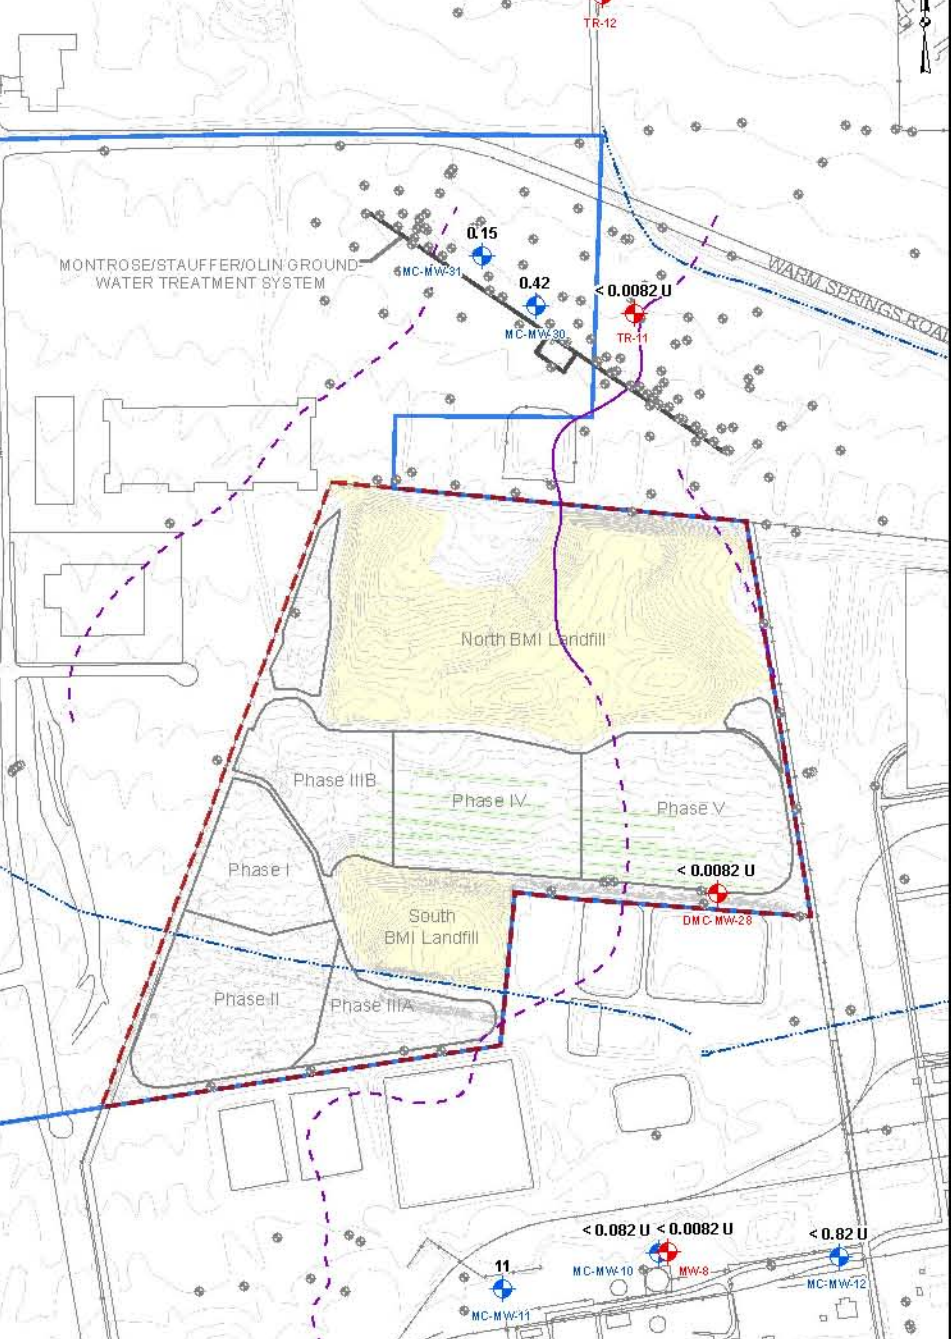 TR-12
0.15
MONTROSE/STAUFFER/OLIN GROUND-
WATER TREATMENT SYSTEM
MC-MW-31
0.42
< 0.0082 U
WARM SPRINGS ROAD
MC-MW-30
TR-11
North BMI Landfill
Phase IIIB
Phase IV
Phase V
Phase I
< 0.0082 U
South
BMI Landfill
DMC-MW-28
Phase II
Phase IIIA
< 0.082 U
< 0.0082 U
< 0.82 U
11
MC-MW-10
MW-8
MC-MW-12
MC-MW-11